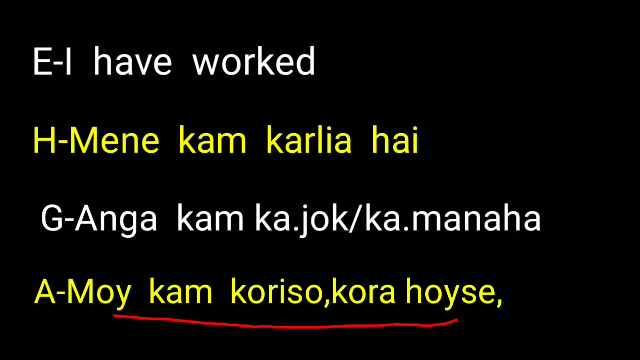 E-I have worked
H-Mene kam karlia hai
G-Anga kam ka.jok/ka.manaha
A-Moy kam koriso,kora hoyse,